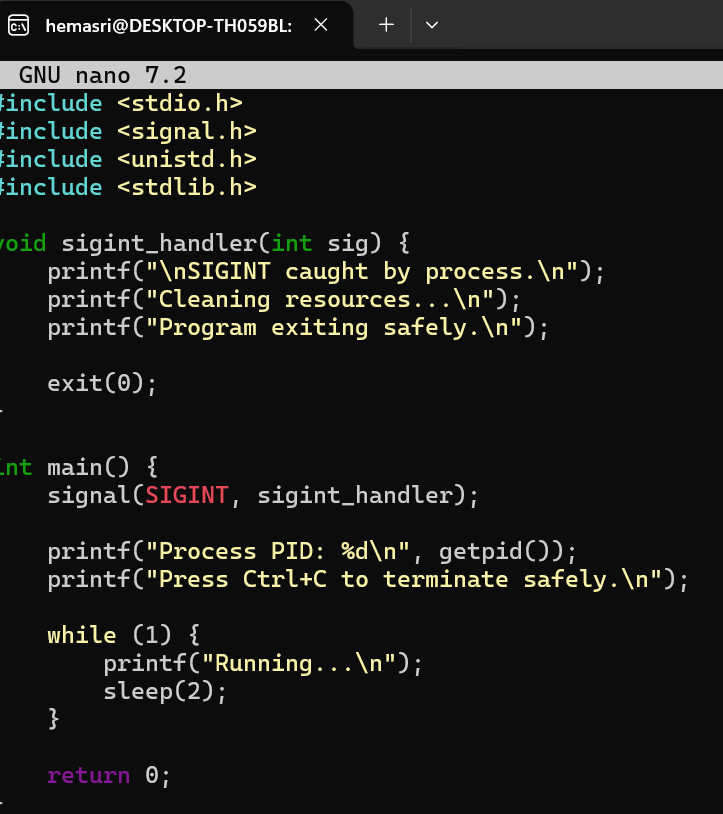 hemasri@DESKTOP-TH059BL:
GNU nano 7.2
#include <stdio.h>
#include <signal.h>
#include <unistd.h>
#include <stdlib.h>

void sigint_handler(int sig) {
    printf("\nSIGINT caught by process.\n");
    printf("Cleaning resources...\n");
    printf("Program exiting safely.\n");

    exit(0);
}

int main() {
    signal(SIGINT, sigint_handler);

    printf("Process PID: %d\n", getpid());
    printf("Press Ctrl+C to terminate safely.\n");

    while (1) {
        printf("Running...\n");
        sleep(2);
    }

    return 0;
}